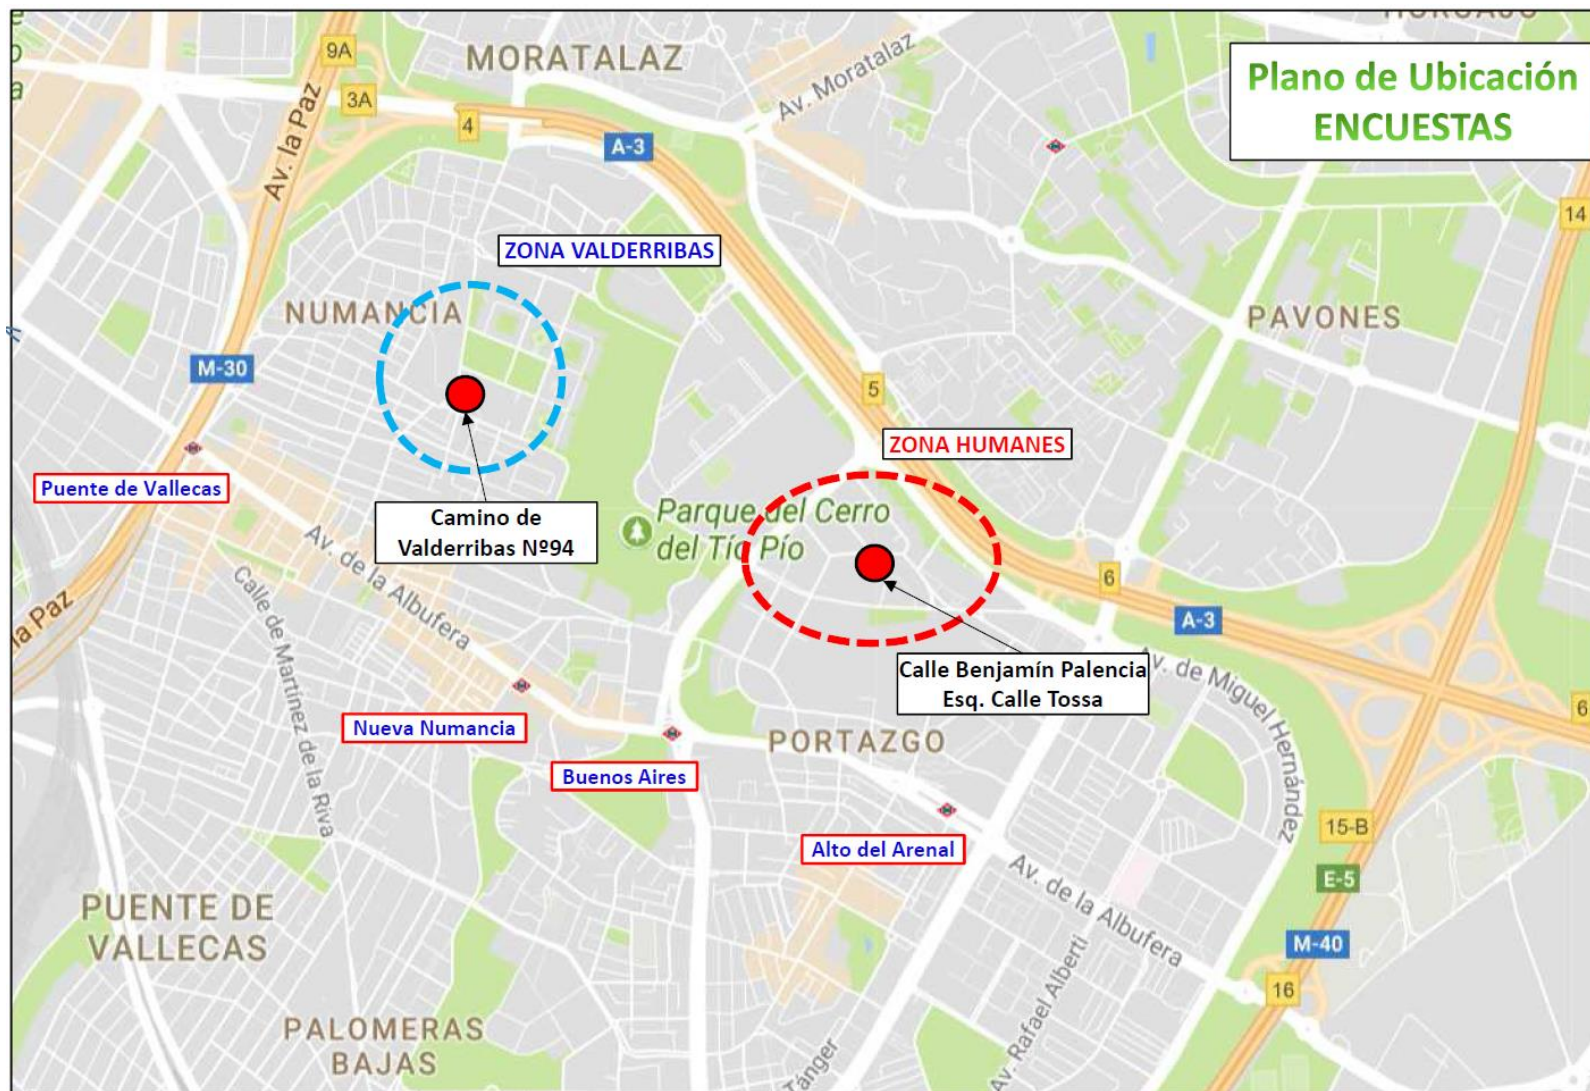 MORATALAZ
Plano de Ubicación
ENCUESTAS
9A
3A
4
Av. la Paz
A-3
Av. Moratalaz
14
ZONA VALDERRIBAS
NUMANCIA
PAVONES
M-30
5
ZONA HUMANES
Puente de Vallecas
Camino de
Valderribas Nº94
Parque del Cerro
del Tío Pío
Av. de la Albufera
Calle de Martínez de la Riva
la Paz
6
A-3
Calle Benjamín Palencia
Esq. Calle Tossa
Av. de Miguel Hernández
6
Nueva Numancia
PORTAZGO
Buenos Aires
Alto del Arenal
15-B
E-5
Av. de la Albufera
M-40
16
PUENTE DE
VALLECAS
Av. Rafael Alberti
PALOMERAS
BAJAS
Tánger